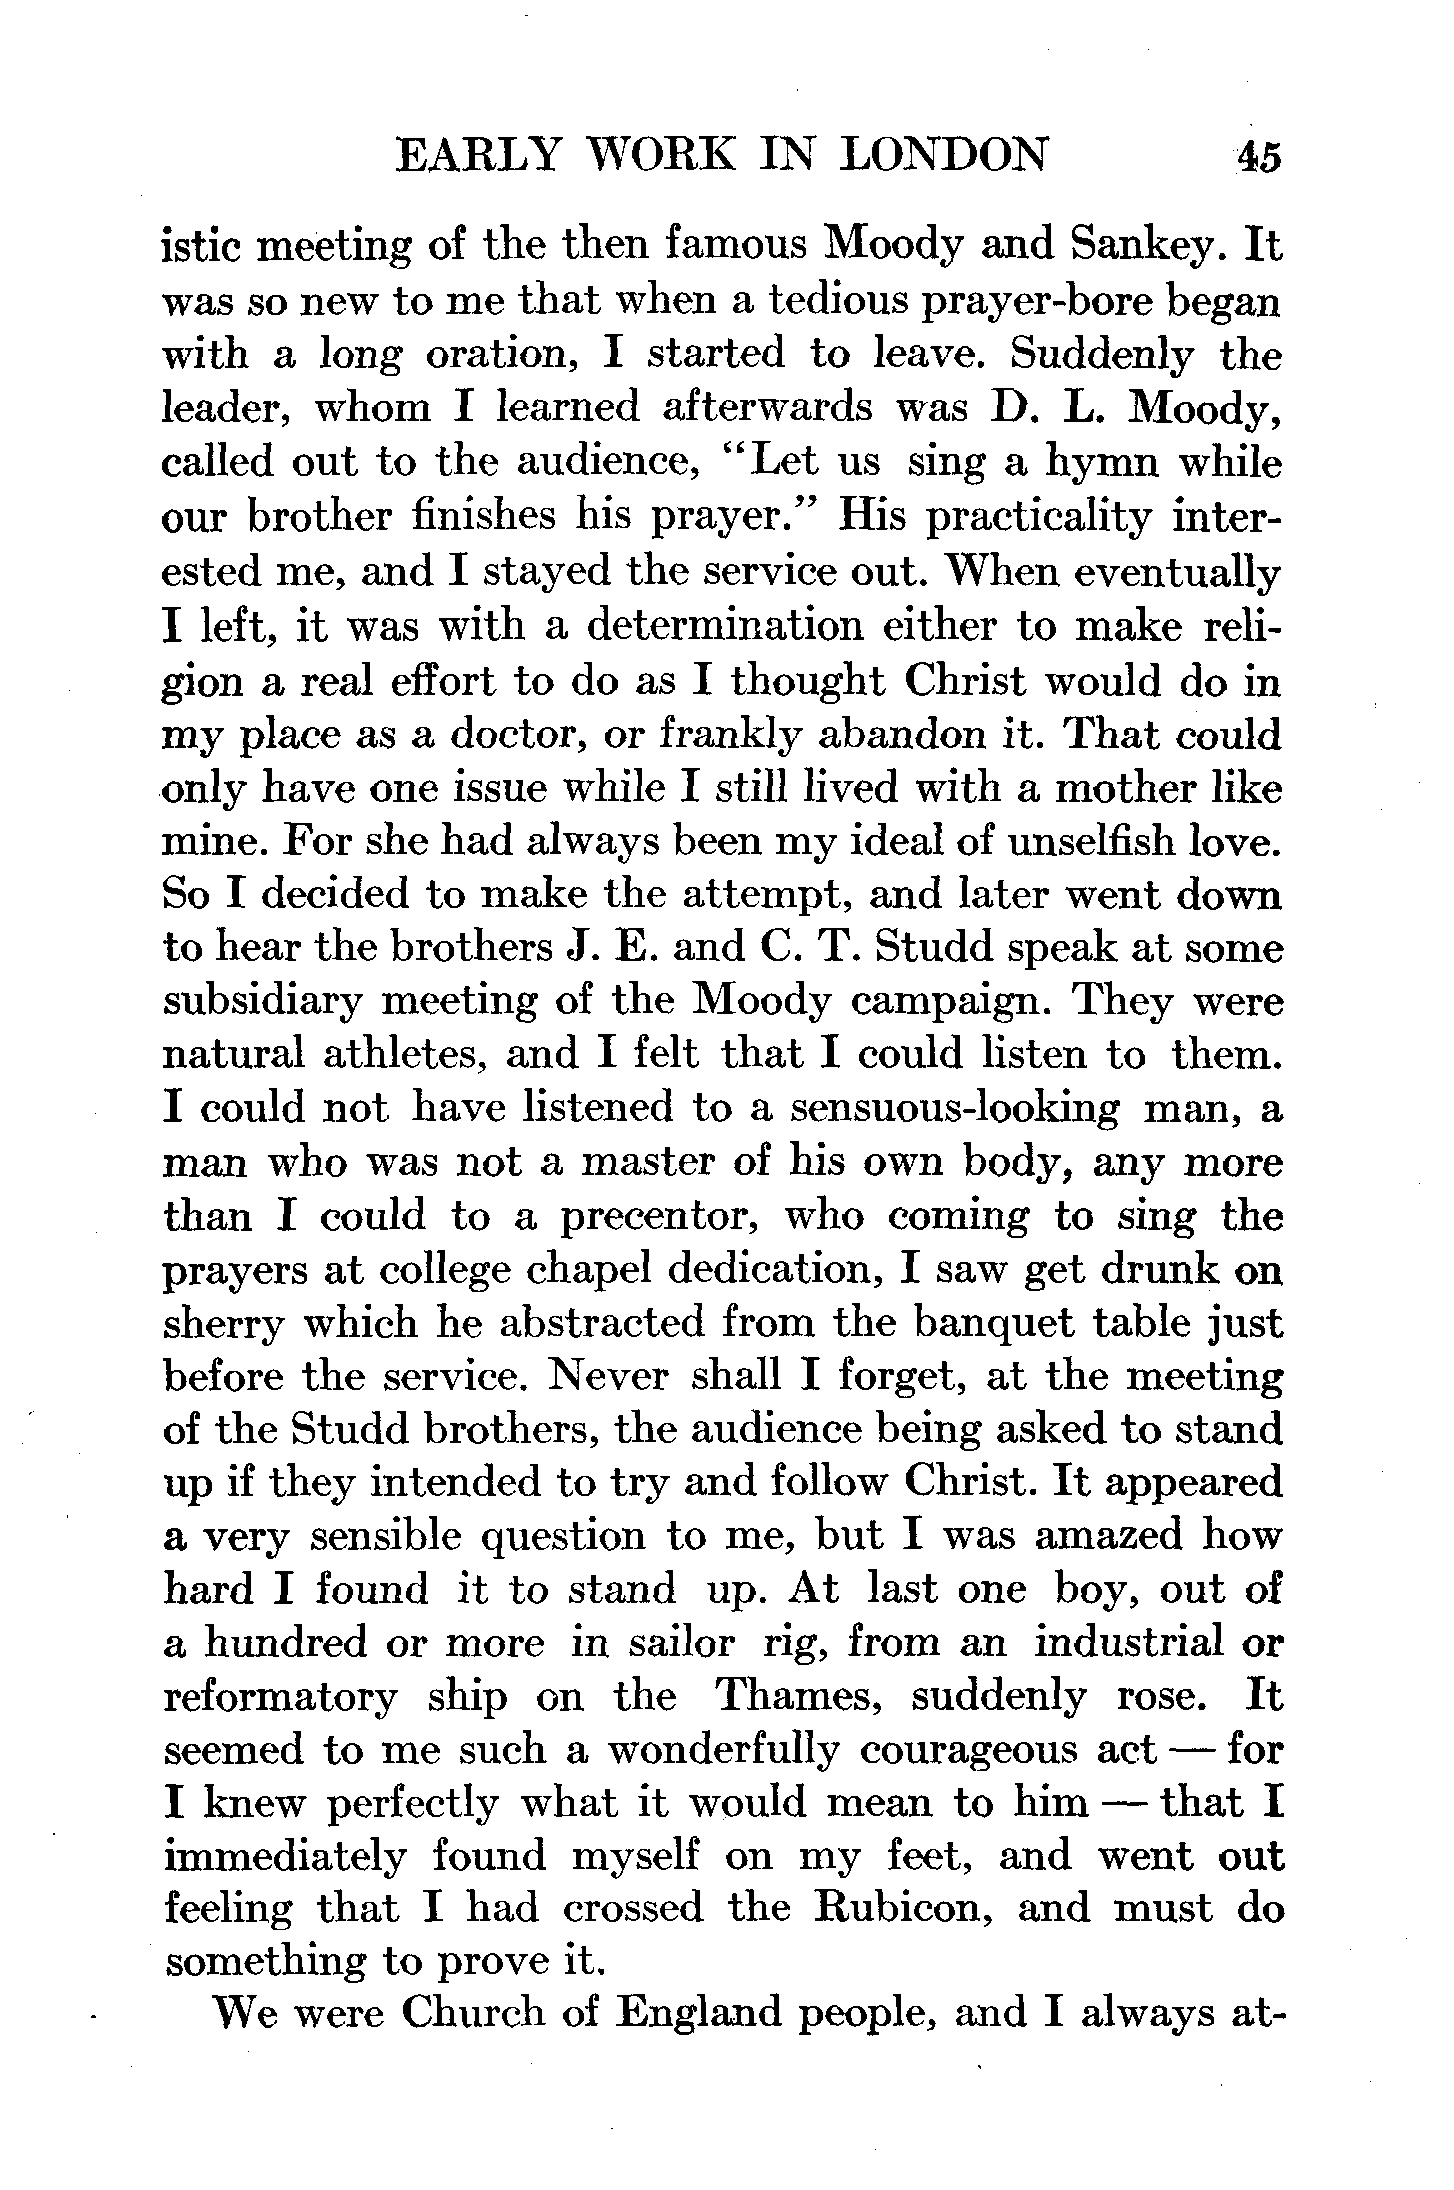 EARLY WORK IN LONDON 45
istic meeting of the then famous Moody and Sankey. It
was so new to me that when a tedious prayer-bore began
with a long oration, I started to leave. Suddenly the
leader, whom I learned afterwards was D. L. Moody,
called out to the audience, “Let us sing a hymn while
our brother finishes his prayer.” His practicality inter-
ested me, and I stayed the service out. When eventually
I left, it was with a determination either to make reli-
gion a real effort to do as I thought Christ would do in
my place as a doctor, or frankly abandon it. That could
only have one issue while I still lived with a mother like
mine. For she had always been my ideal of unselfish love.
So I decided to make the attempt, and later went down
to hear the brothers J. E. and C. T. Studd speak at some
subsidiary meeting of the Moody campaign. They were
natural athletes, and I felt that I could listen to them.
I could not have listened to a sensuous-looking man, a
man who was not a master of his own body, any more
than I could to a precentor, who coming to sing the
prayers at college chapel dedication, I saw get drunk on
sherry which he abstracted from the banquet table just
before the service. Never shall I forget, at the meeting
of the Studd brothers, the audience being asked to stand
up if they intended to try and follow Christ. It appeared
a very sensible question to me, but I was amazed how
hard I found it to stand up. At last one boy, out of
a hundred or more in sailor rig, from an industrial or
reformatory ship on the Thames, suddenly rose. It
seemed to me such a wonderfully courageous act — for
I knew perfectly what it would mean to him — that I
immediately found myself on my feet, and went out
feeling that I had crossed the Rubicon, and must do
something to prove it.
We were Church of England people, and I always at-